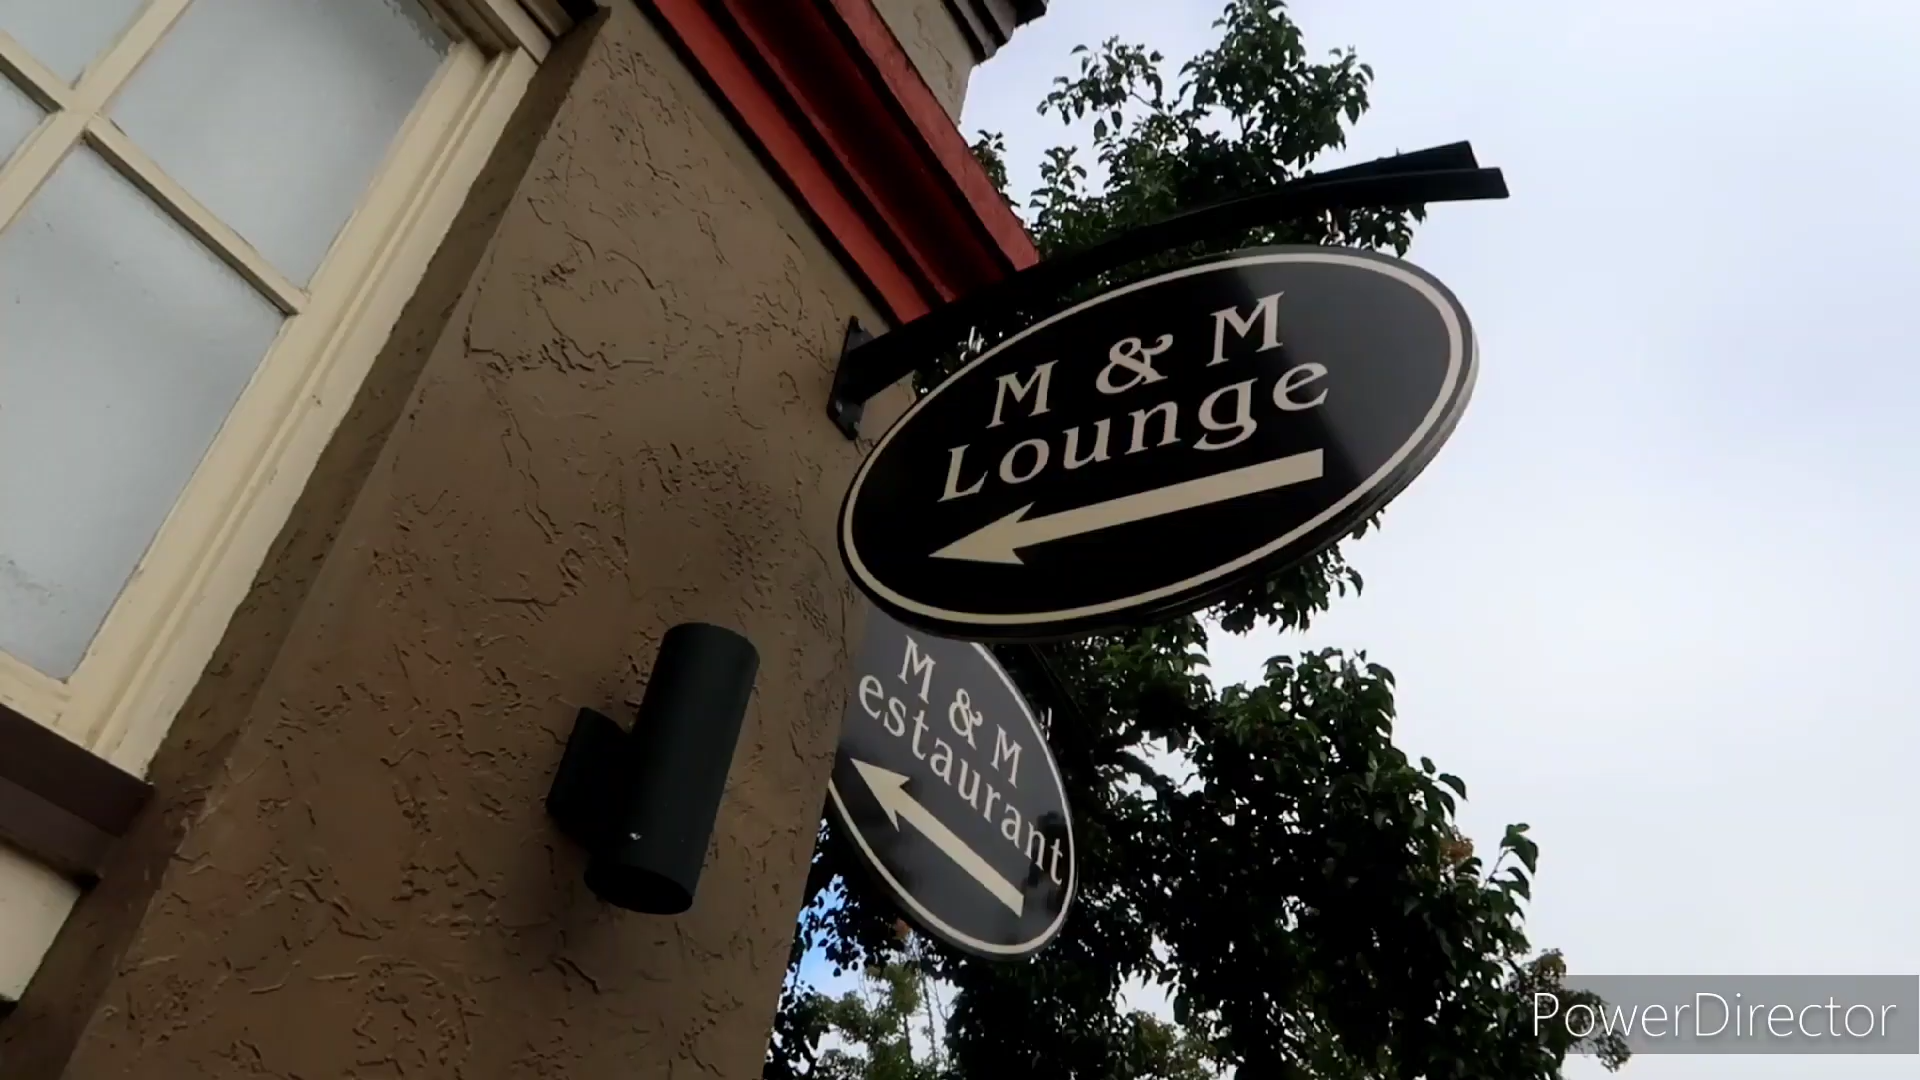 M & M
Lounge
M & M
estaurant
PowerDirector